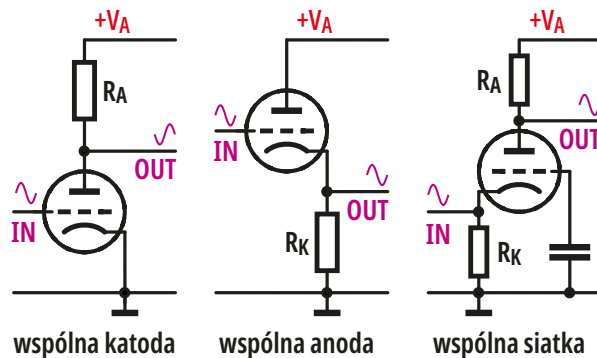 +VA
RA
OUT
IN
wspólna katoda
+VA
IN
OUT
RK
wspólna anoda
+VA
RA
OUT
IN
RK
wspólna siatka